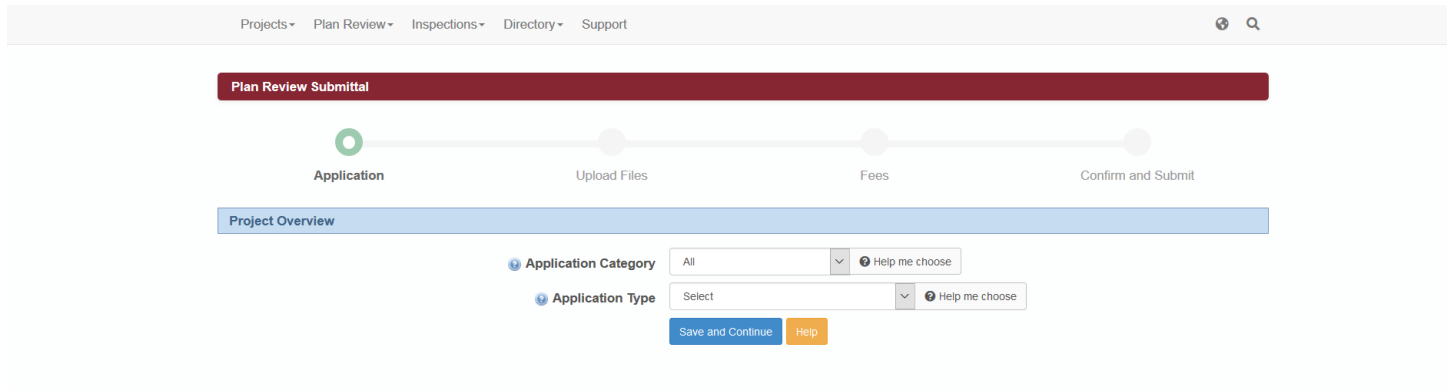 Projects Plan Review Inspections Directory Support
Plan Review Submittal
Application Upload Files Fees Confirm and Submit
Project Overview
Application Category All Help me choose
Application Type Select Help me choose
Save and Continue Help